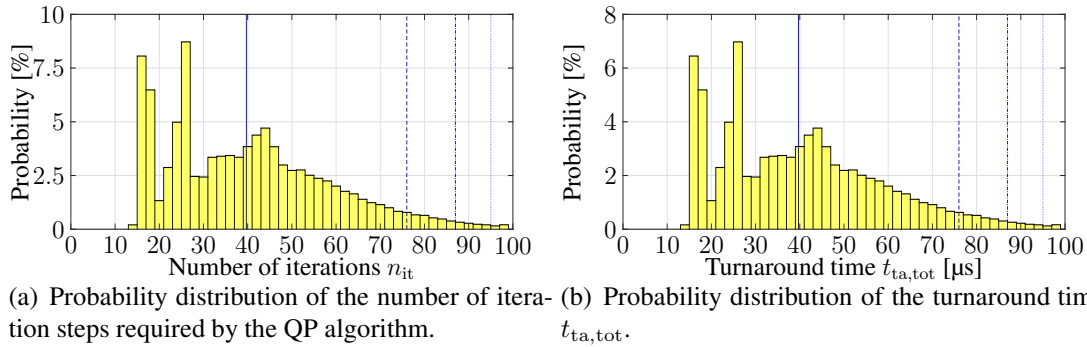 10
7.5
5
2.5
0
Probability [%]
0 10 20 30 40 50 60 70 80 90 100
Number of iterations n_it
(a) Probability distribution of the number of itera-
tion steps required by the QP algorithm.
8
6
4
2
0
Probability [%]
0 10 20 30 40 50 60 70 80 90 100
Turnaround time t_ta,tot [µs]
(b) Probability distribution of the turnaround tim
t_ta,tot.